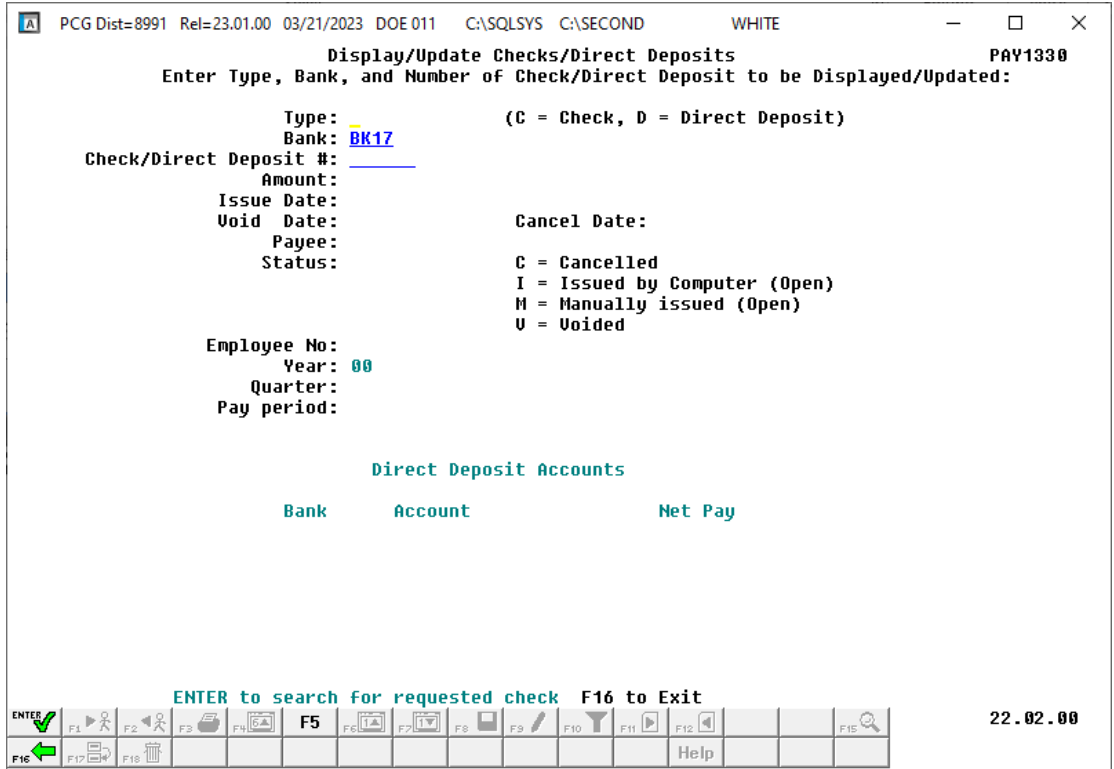 A PCG Dist=8991 Rel=23.01.00 03/21/2023 DOE 011 C:\SQLSYS C:\SECOND WHITE
Display/Update Checks/Direct Deposits PAY1330
Enter Type, Bank, and Number of Check/Direct Deposit to be Displayed/Updated:
Type: _ (C = Check, D = Direct Deposit)
Bank: BK17
Check/Direct Deposit #: ______
Amount:
Issue Date:
Void Date: Cancel Date:
Payee:
Status: C = Cancelled
I = Issued by Computer (Open)
M = Manually issued (Open)
V = Voided
Employee No:
Year: 00
Quarter:
Pay period:
Direct Deposit Accounts
Bank Account Net Pay
ENTER to search for requested check F16 to Exit
ENTER F1 F2 F3 F4 6 F5 F6 1 F7 1 F8 F9 F10 F11 F12 F15 22.02.00
F16 F17 F18 Help